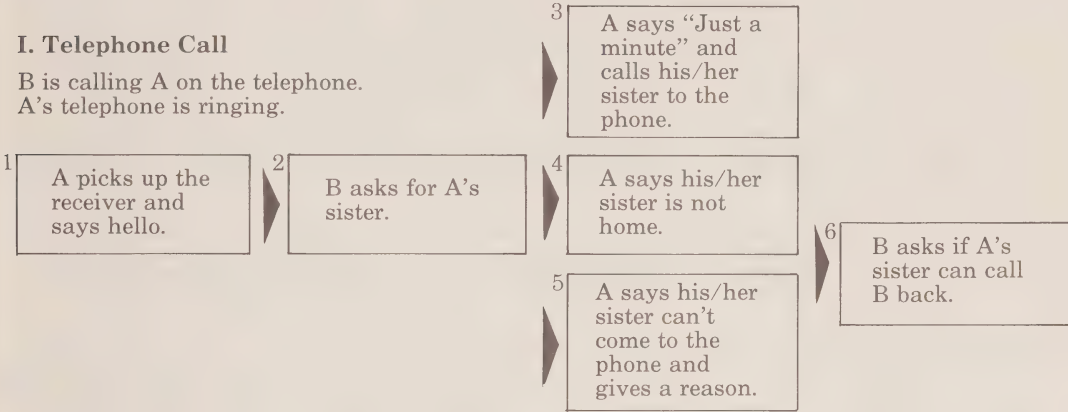 I. Telephone Call
B is calling A on the telephone.
A's telephone is ringing.
1
A picks up the
receiver and
says hello.
2
B asks for A's
sister.
3
A says “Just a
minute” and
calls his/her
sister to the
phone.
4
A says his/her
sister is not
home.
5
A says his/her
sister can't
come to the
phone and
gives a reason.
6
B asks if A's
sister can call
B back.